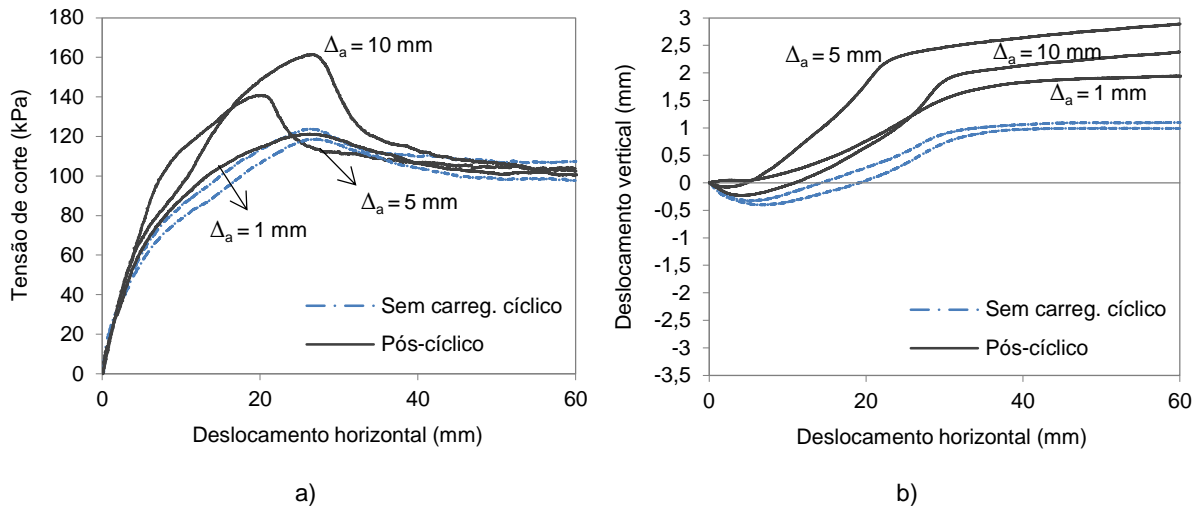 180
160
140
120
100
80
60
40
20
0
Tensão de corte (kPa)
Δa = 10 mm
Δa = 5 mm
Δa = 1 mm
Sem carreg. cíclico
Pós-cíclico
0 20 40 60
Deslocamento horizontal (mm)
a)
3
2,5
2
1,5
1
0,5
0
-0,5
-1
-1,5
-2
-2,5
-3
-3,5
Deslocamento vertical (mm)
Δa = 5 mm
Δa = 10 mm
Δa = 1 mm
Sem carreg. cíclico
Pós-cíclico
0 20 40 60
Deslocamento horizontal (mm)
b)